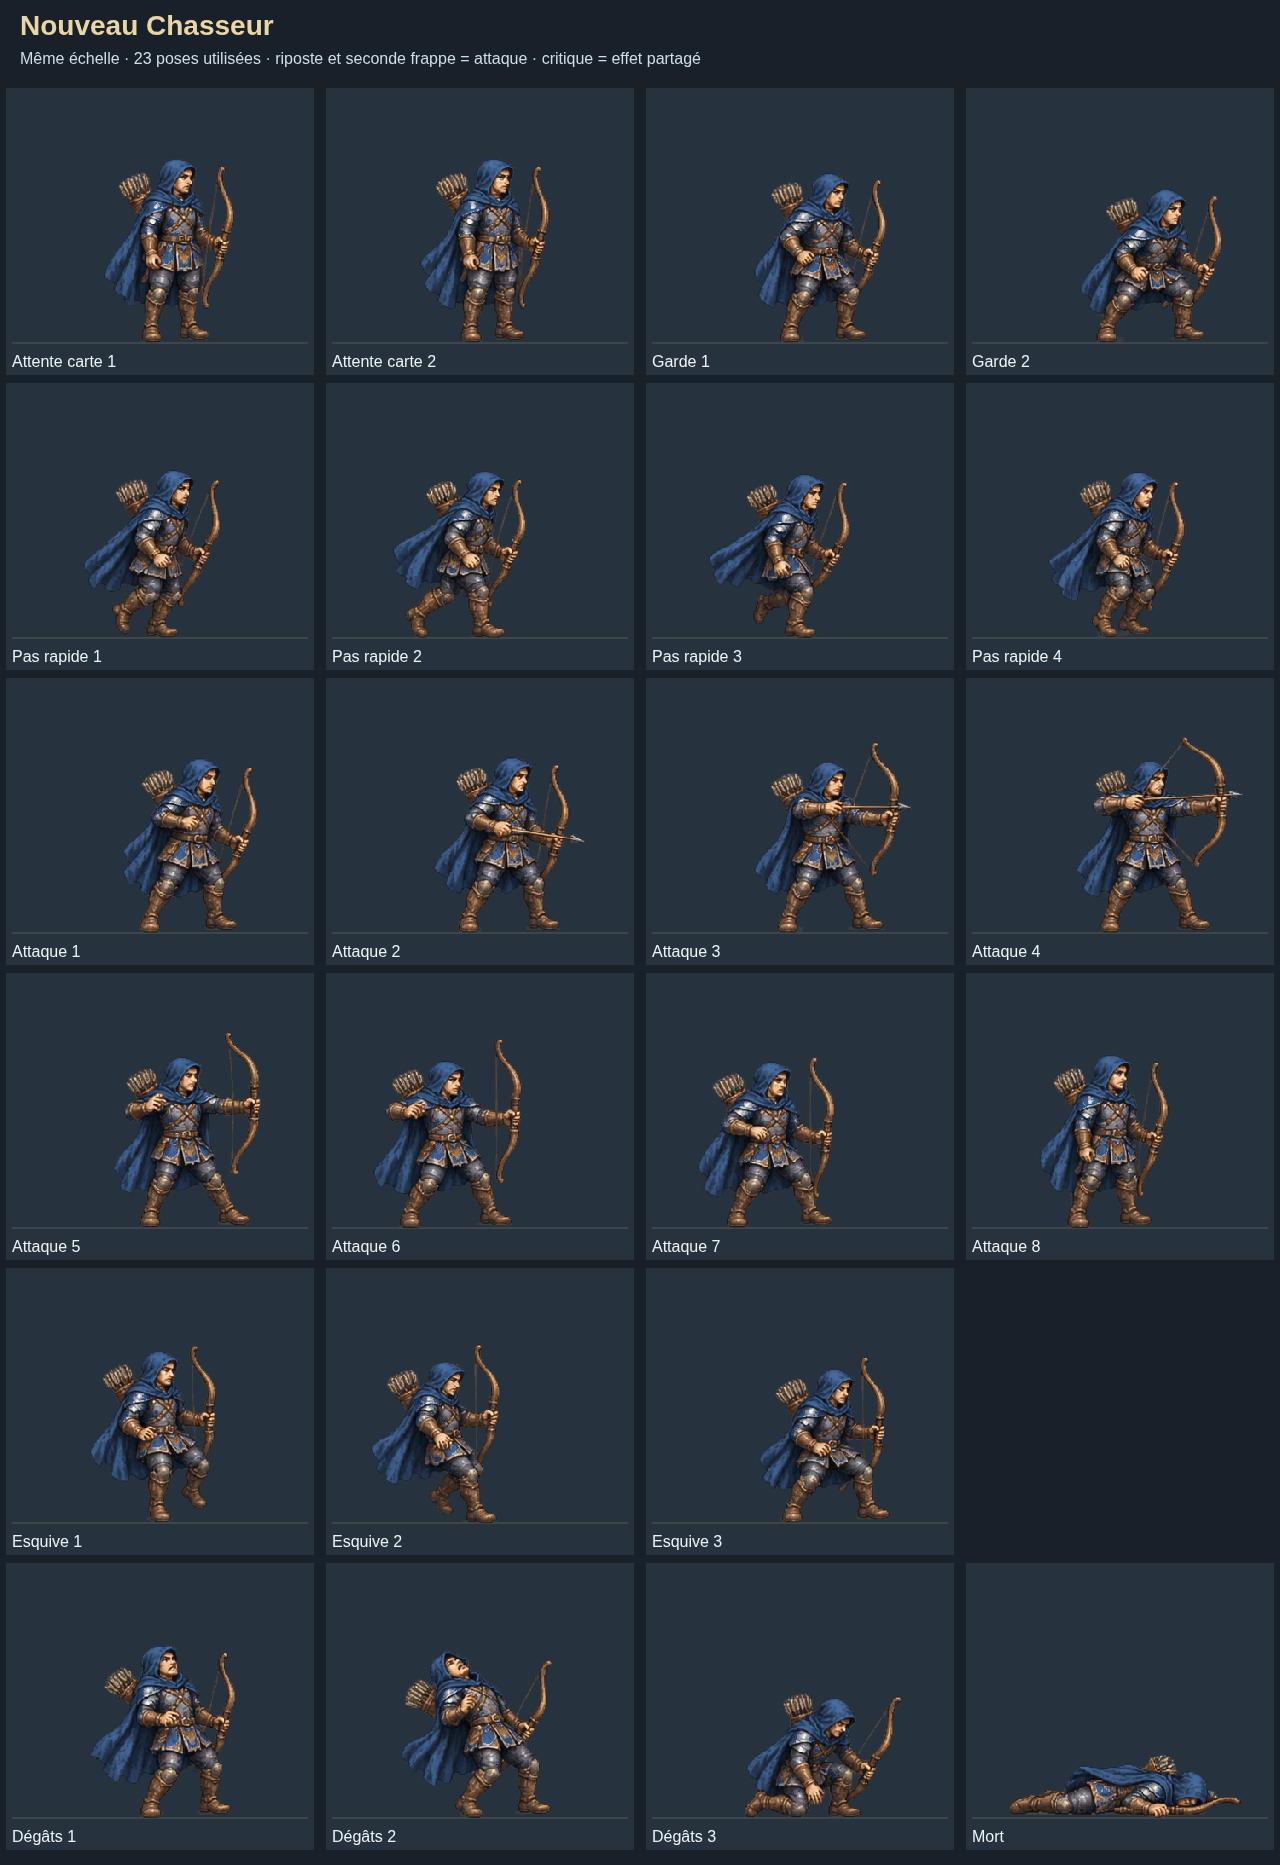 Nouveau Chasseur
Même échelle · 23 poses utilisées · riposte et seconde frappe = attaque · critique = effet partagé
Attente carte 1
Attente carte 2
Garde 1
Garde 2
Pas rapide 1
Pas rapide 2
Pas rapide 3
Pas rapide 4
Attaque 1
Attaque 2
Attaque 3
Attaque 4
Attaque 5
Attaque 6
Attaque 7
Attaque 8
Esquive 1
Esquive 2
Esquive 3
Dégâts 1
Dégâts 2
Dégâts 3
Mort